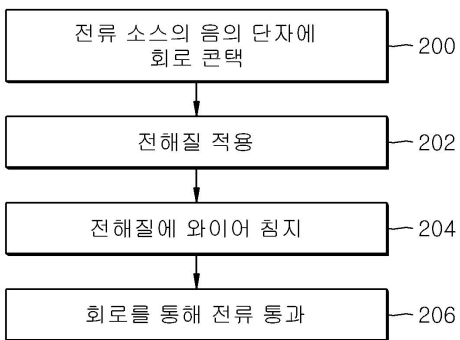 전류 소스의 음의 단자에
회로 콘택
200
전해질 적용
202
전해질에 와이어 침지
204
회로를 통해 전류 통과
206